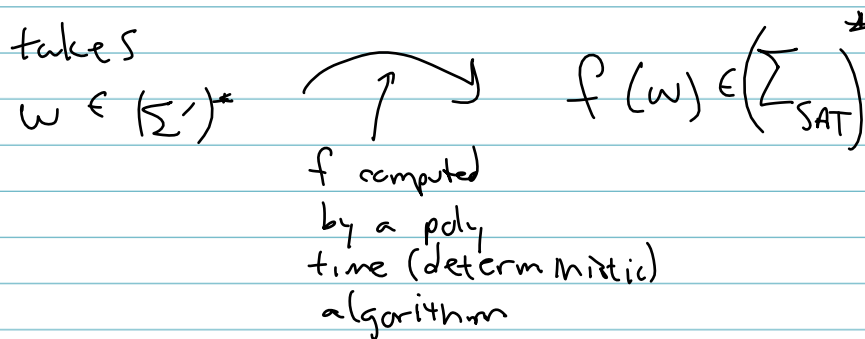 takes
w ∈ (Σ')* f(w) ∈ (Σ_SAT)*
f computed
by a poly
time (deterministic)
algorithm